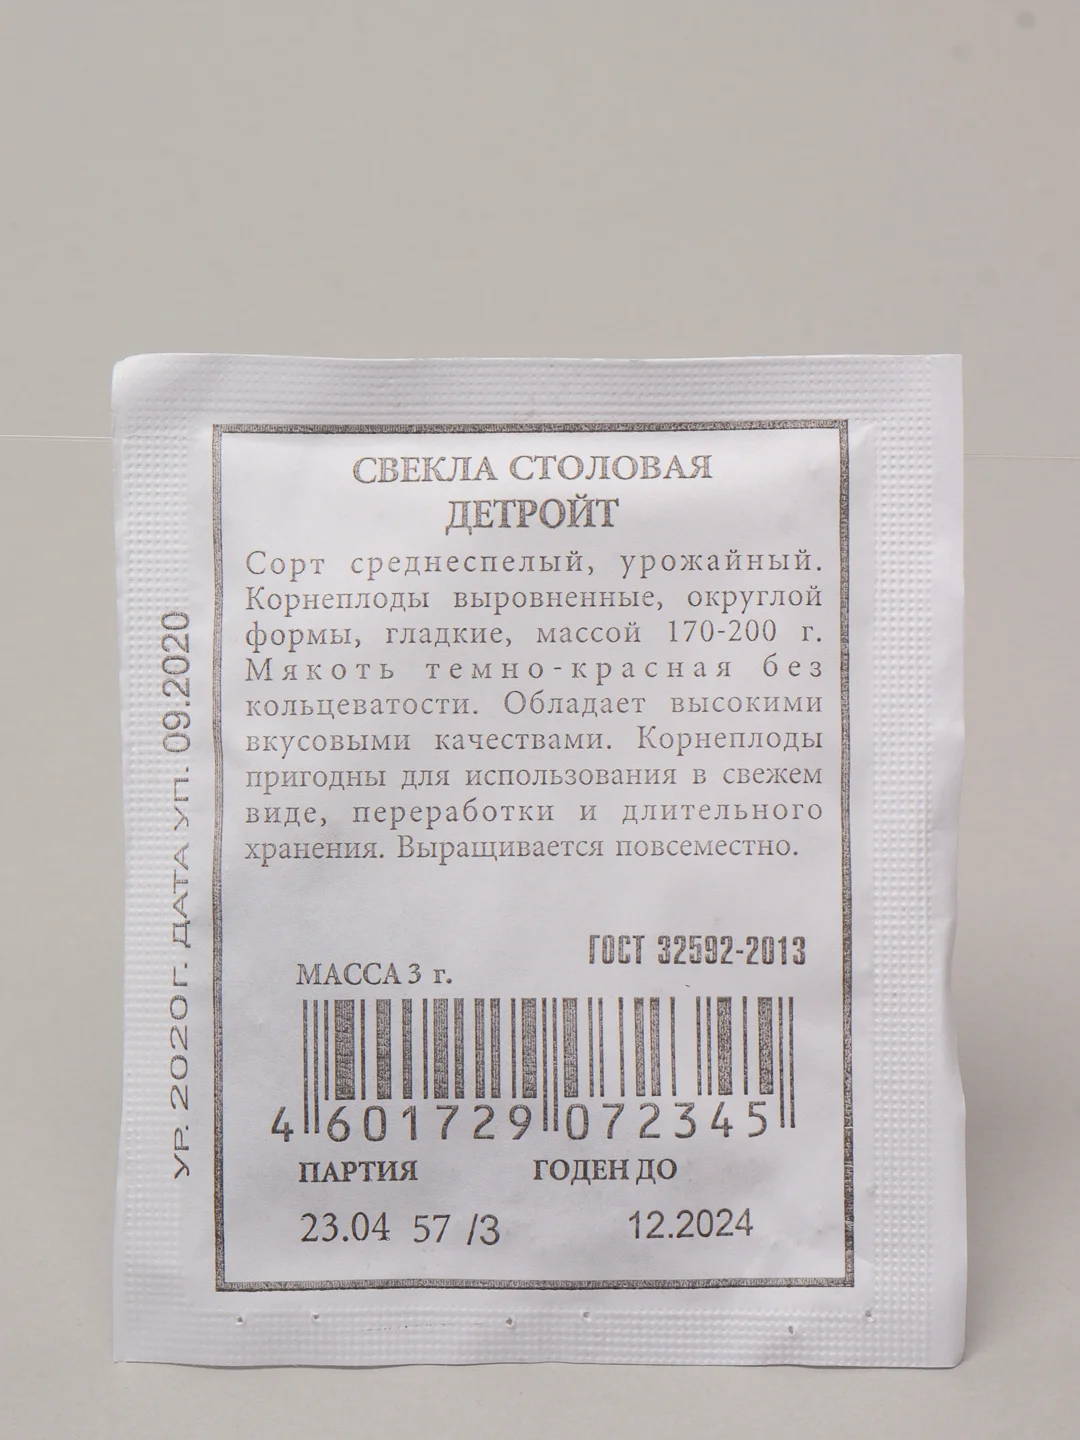 СВЕКЛА СТОЛОВАЯ
ДЕТРОЙТ
Сорт среднеспелый, урожайный.
Корнеплоды выровненные, округлой
формы, гладкие, массой 170-200 г.
Мякоть темно-красная без
кольцеватости. Обладает высокими
вкусовыми качествами. Корнеплоды
пригодны для использования в свежем
виде, переработки и длительного
хранения. Выращивается повсеместно.
ГОСТ 32592-2013
МАССА 3 г.
4 601729 072345
ПАРТИЯ ГОДЕН ДО
23.04 57 /3 12.2024
УР. 2020 Г. ДАТА УП. 09.2020